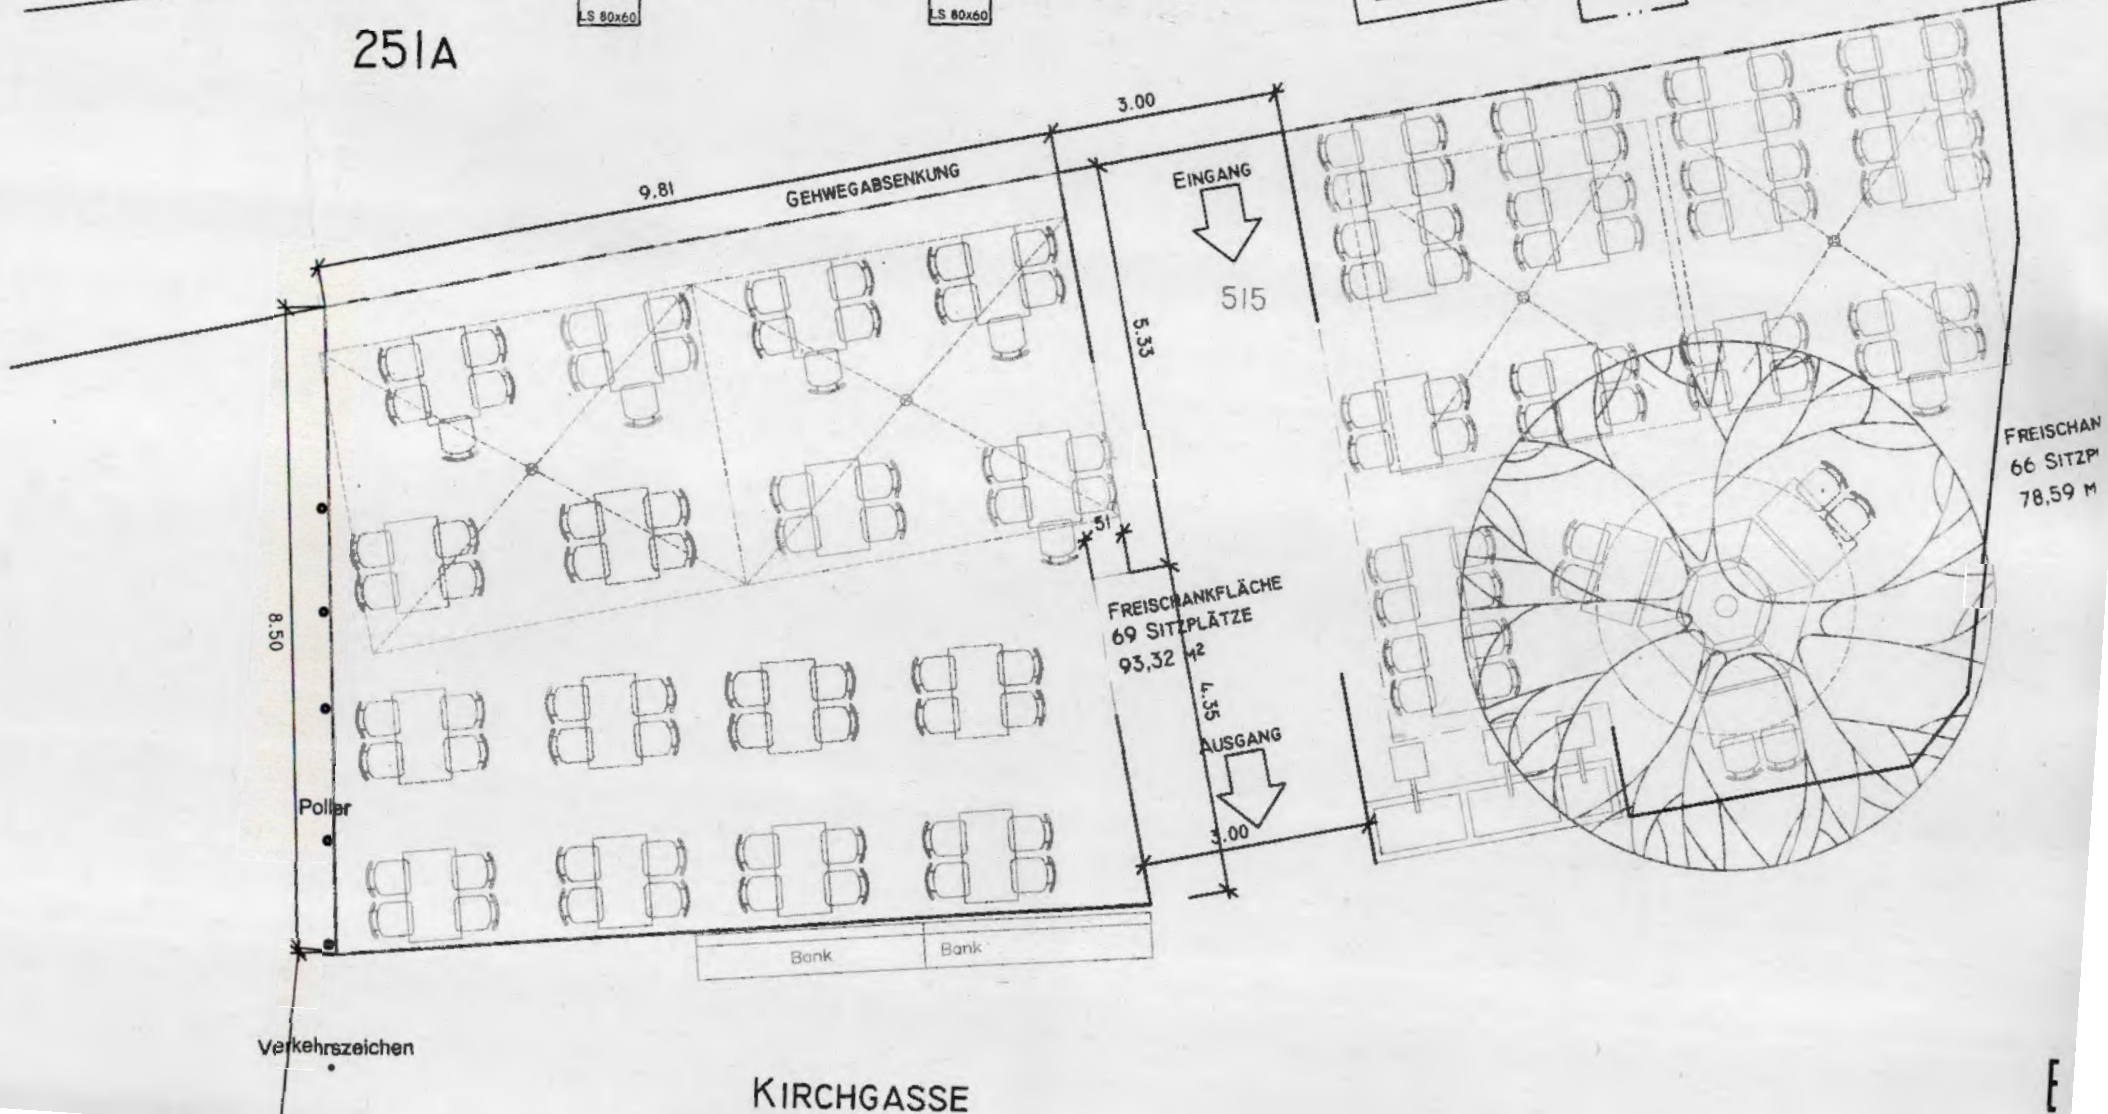 LS 80x60
LS 80x60
251A
3.00
9.81
GEHWEGABSENKUNG
EINGANG
515
5.33
FREISCHAN
66 SITZP
78,59 M
51
8.50
FREISCHANKFLÄCHE
69 SITZPLÄTZE
93,32 M²
4.35
AUSGANG
Poller
3.00
Bank
Bank
Verkehrszeichen
KIRCHGASSE
E